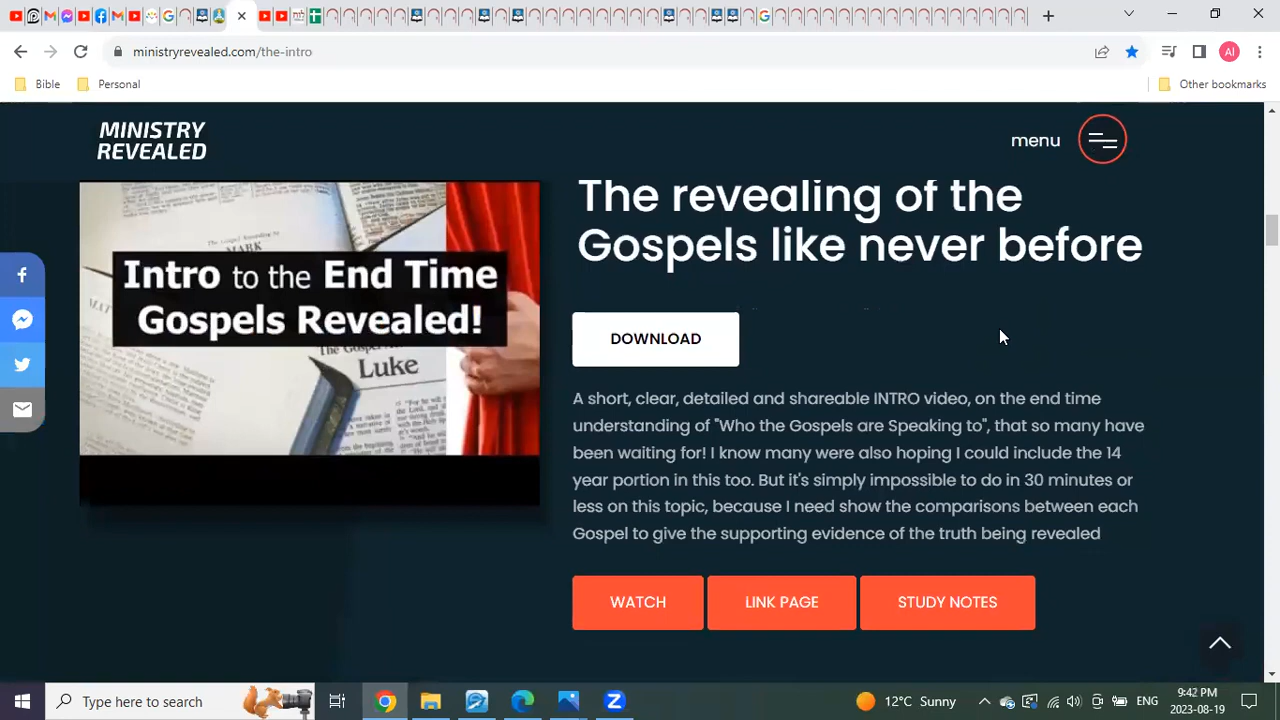 ministryrevealed.com/the-intro
AI
Bible
Personal
Other bookmarks
MINISTRY
REVEALED
menu
The revealing of the
Gospels like never before
MARK
Intro to the End Time
Gospels Revealed!
Luke
DOWNLOAD
A short, clear, detailed and shareable INTRO video, on the end time
understanding of "Who the Gospels are Speaking to", that so many have
been waiting for! I know many were also hoping I could include the 14
year portion in this too. But it's simply impossible to do in 30 minutes or
less on this topic, because I need show the comparisons between each
Gospel to give the supporting evidence of the truth being revealed
WATCH
LINK PAGE
STUDY NOTES
Type here to search
12°C Sunny
ENG
9:42 PM
2023-08-19